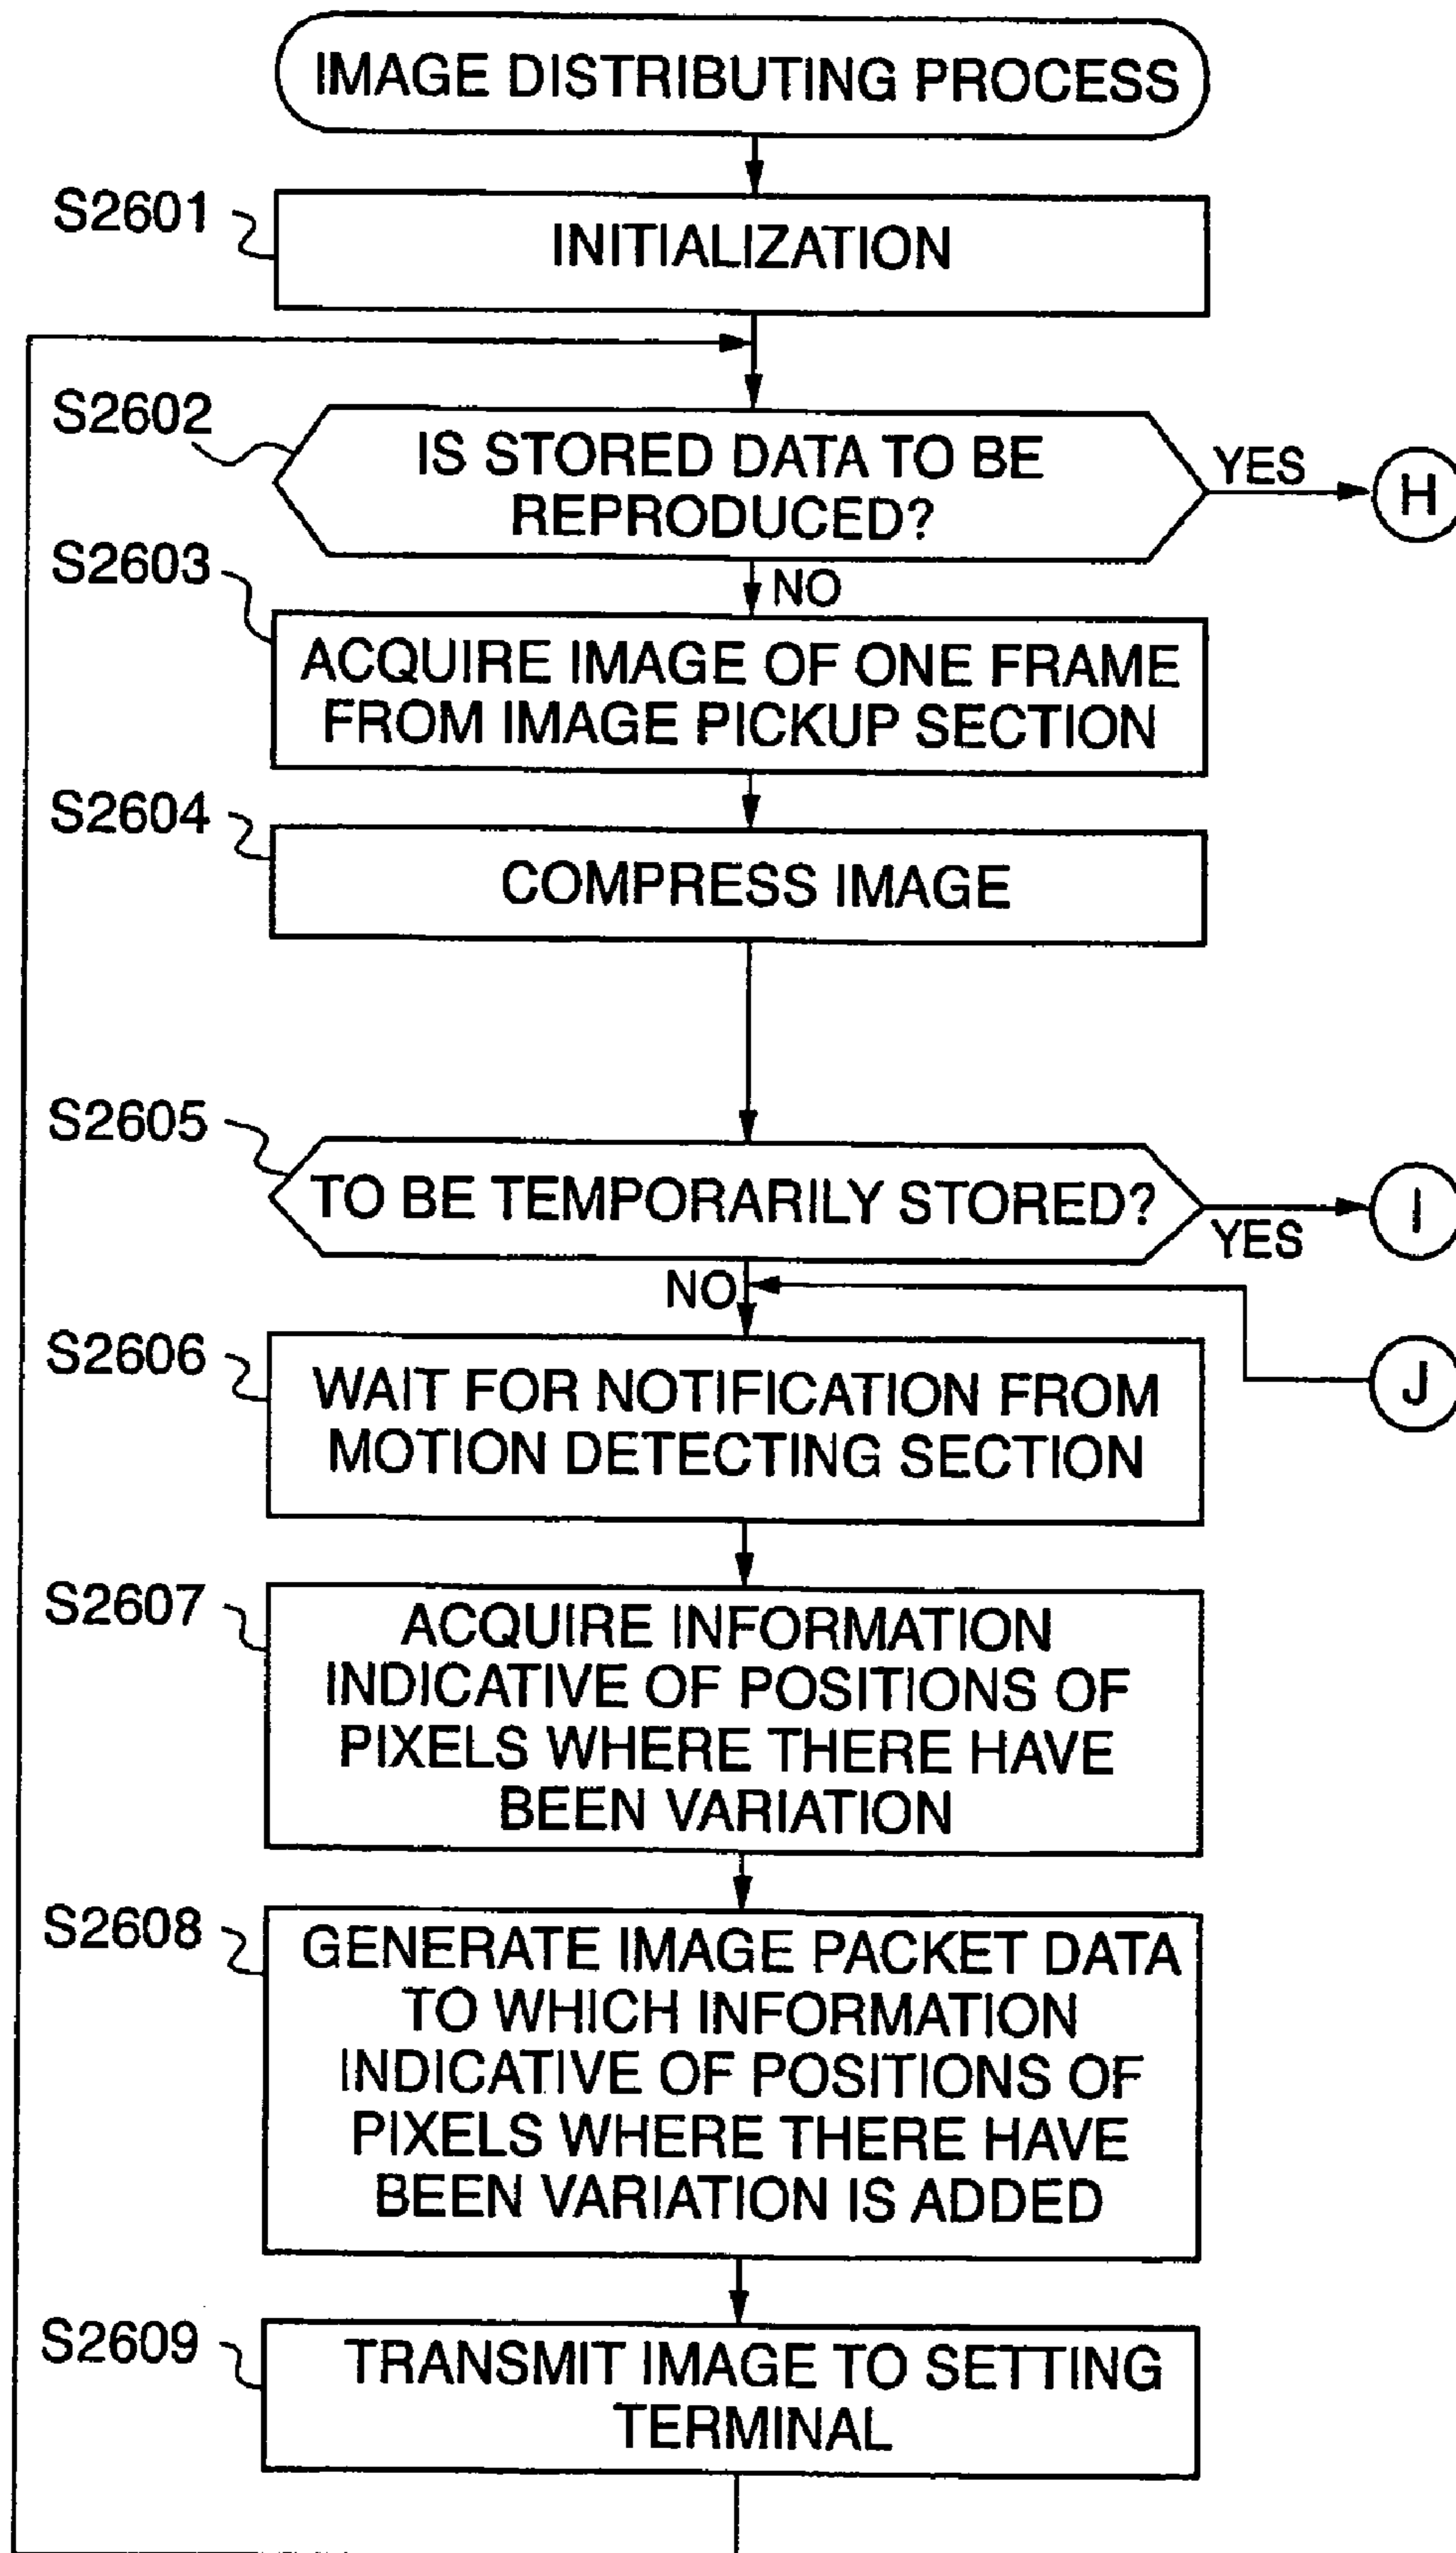 IMAGE DISTRIBUTING PROCESS
S2601
INITIALIZATION
S2602
IS STORED DATA TO BE
REPRODUCED?
YES
H
NO
S2603
ACQUIRE IMAGE OF ONE FRAME
FROM IMAGE PICKUP SECTION
S2604
COMPRESS IMAGE
S2605
TO BE TEMPORARILY STORED?
YES
I
NO
J
S2606
WAIT FOR NOTIFICATION FROM
MOTION DETECTING SECTION
S2607
ACQUIRE INFORMATION
INDICATIVE OF POSITIONS OF
PIXELS WHERE THERE HAVE
BEEN VARIATION
S2608
GENERATE IMAGE PACKET DATA
TO WHICH INFORMATION
INDICATIVE OF POSITIONS OF
PIXELS WHERE THERE HAVE
BEEN VARIATION IS ADDED
S2609
TRANSMIT IMAGE TO SETTING
TERMINAL